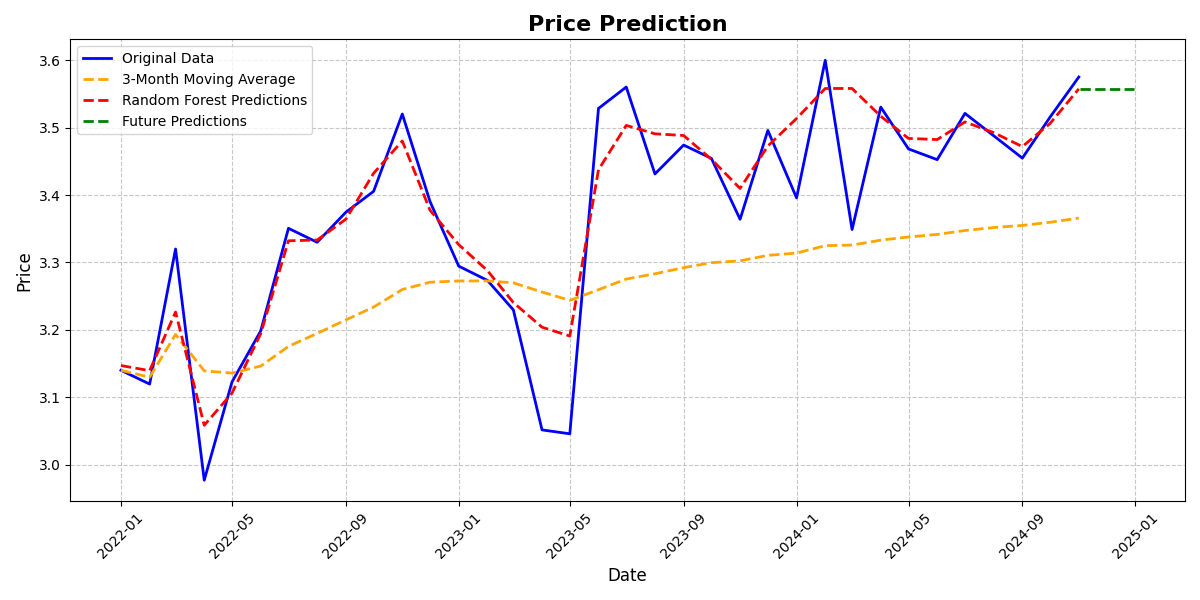 Price Prediction
Original Data
3-Month Moving Average
Random Forest Predictions
Future Predictions
Price
3.6
3.5
3.4
3.3
3.2
3.1
3.0
2022-01
2022-05
2022-09
2023-01
2023-05
2023-09
2024-01
2024-05
2024-09
2025-01
Date